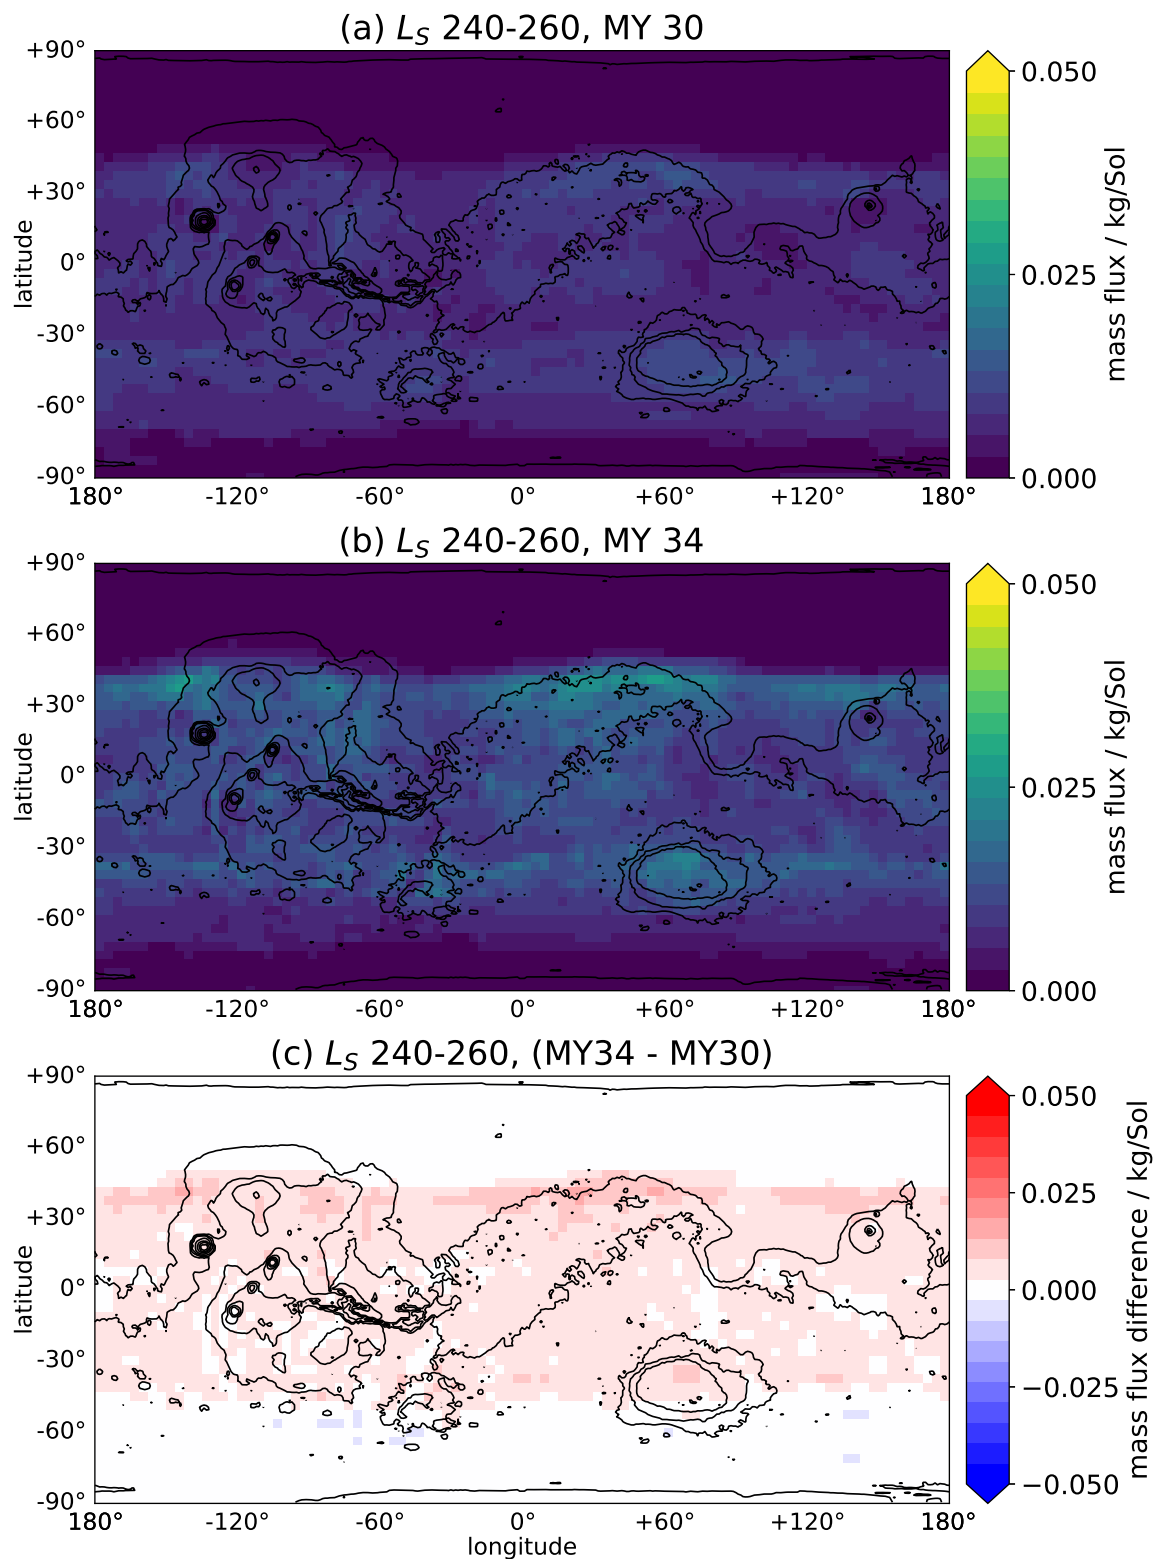 (a) L_S 240-260, MY 30
+90°
+60°
+30°
0°
-30°
-60°
-90°
latitude
180° -120° -60° 0° +60° +120° 180°
0.050
0.025
0.000
mass flux / kg/Sol
(b) L_S 240-260, MY 34
+90°
+60°
+30°
0°
-30°
-60°
-90°
latitude
180° -120° -60° 0° +60° +120° 180°
0.050
0.025
0.000
mass flux / kg/Sol
(c) L_S 240-260, (MY34 - MY30)
+90°
+60°
+30°
0°
-30°
-60°
-90°
latitude
180° -120° -60° 0° +60° +120° 180°
longitude
0.050
0.025
0.000
−0.025
−0.050
mass flux difference / kg/Sol